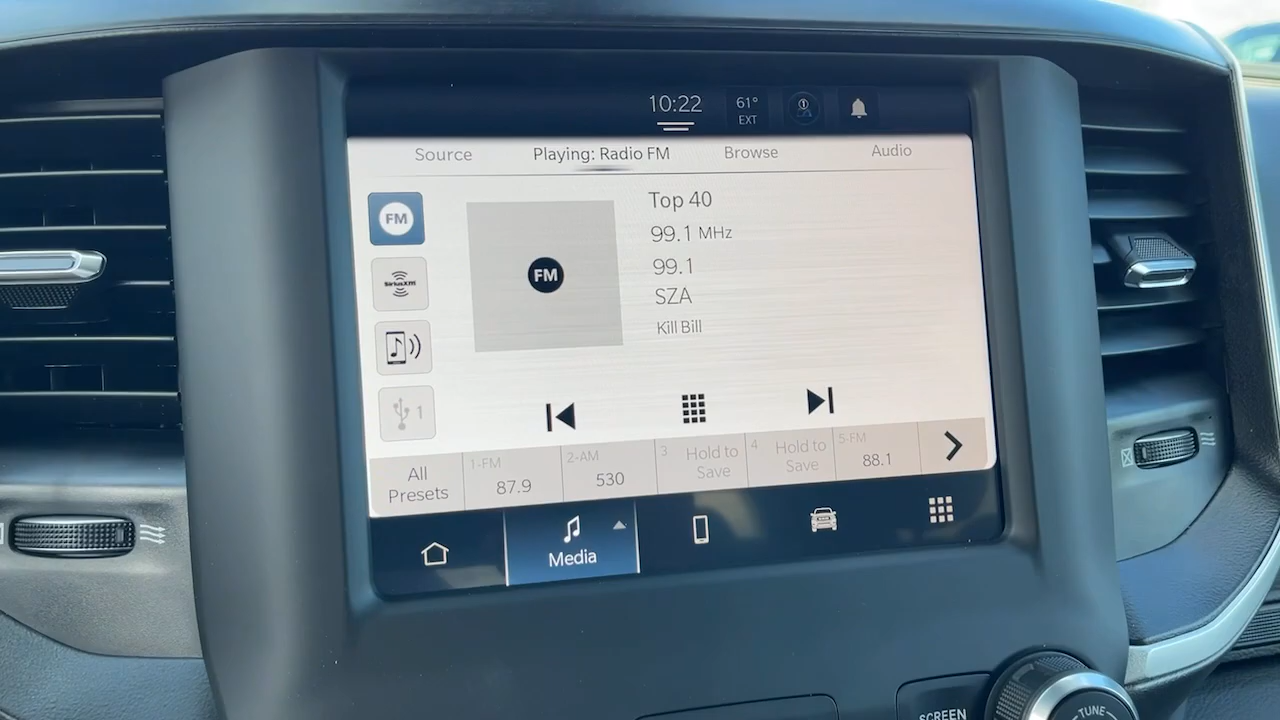 10:22
61°
EXT
1
Source Playing: Radio FM Browse Audio
FM
SiriusXM
1
FM
Top 40
99.1 MHz
99.1
SZA
Kill Bill
All
Presets
1-FM
87.9
2-AM
530
3 Hold to
Save
4 Hold to
Save
5-FM
88.1
Media
SCREEN
TUNE